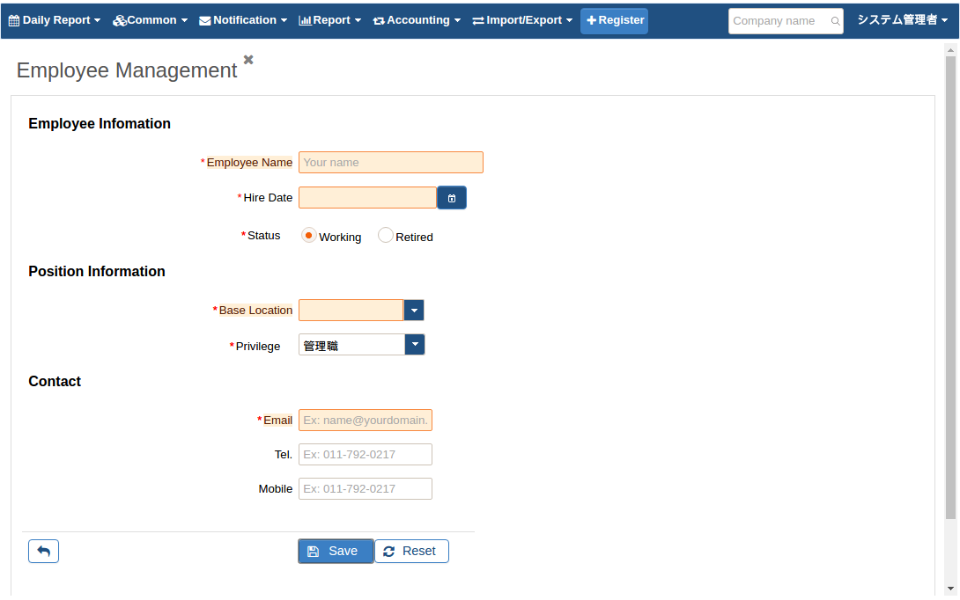 Daily Report Common Notification Report Accounting Import/Export Register Company name システム管理者
Employee Management
Employee Infomation
*Employee Name Your name
*Hire Date
*Status Working Retired
Position Information
*Base Location
*Privilege 管理職
Contact
*Email Ex: name@yourdomain.
Tel. Ex: 011-792-0217
Mobile Ex: 011-792-0217
Save Reset